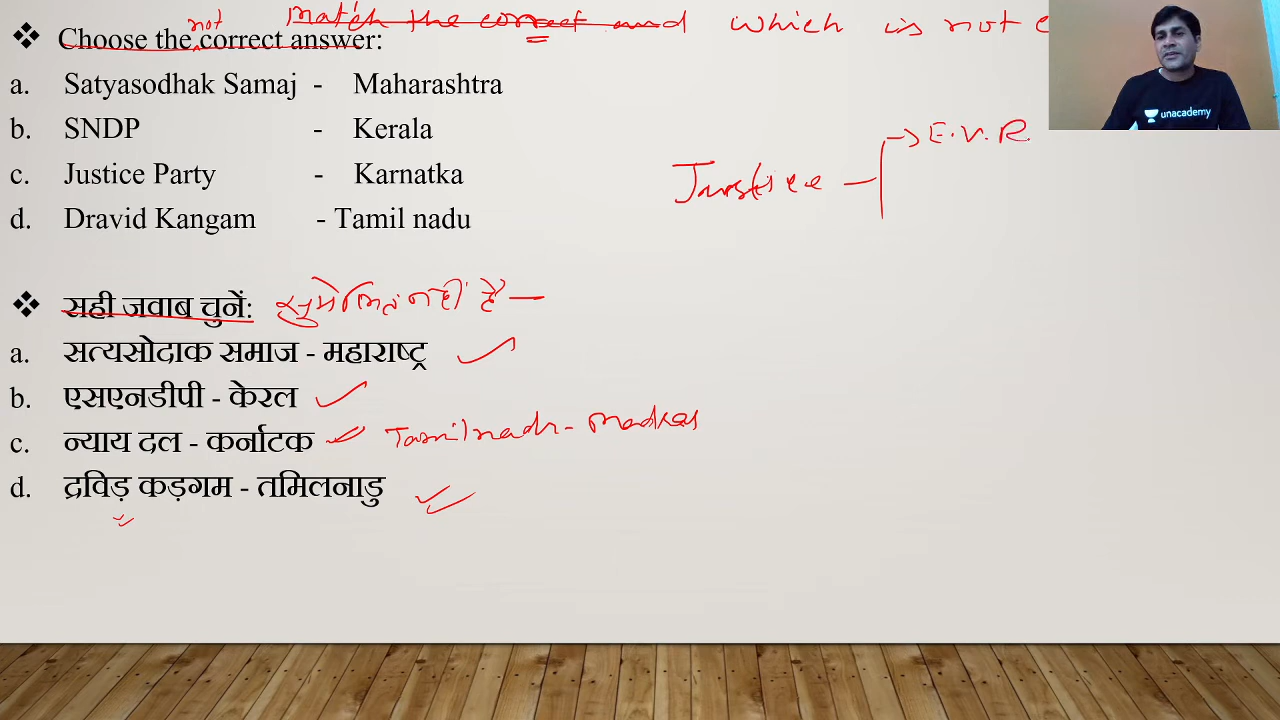 match the correct and which is not
❖ Choose the not correct answer:
a. Satyasodhak Samaj - Maharashtra
b. SNDP - Kerala
c. Justice Party - Karnatka
d. Dravid Kangam - Tamil nadu
unacademy
Justice → E.V.R.
❖ सही जवाब चुनें: सुमेलित नहीं है —
a. सत्यसोदाक समाज - महाराष्ट्र
b. एसएनडीपी - केरल
c. न्याय दल - कर्नाटक Tamilnadu - Madras
d. द्रविड़ कड़गम - तमिलनाडु